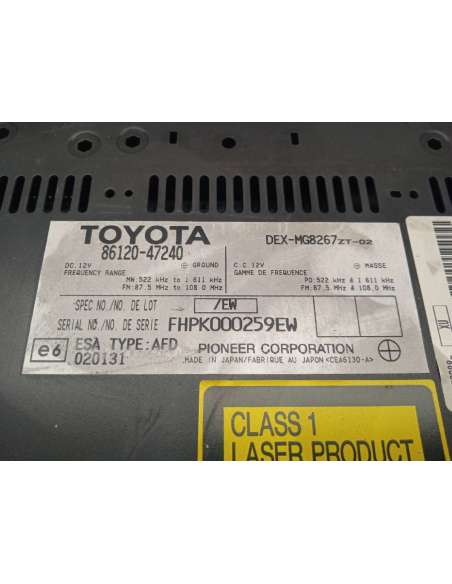 TOYOTA
86120-47240
DEX-MG8267ZT-02
DC.12V ⊖ GROUND
FREQUENCY RANGE
C.C.12V ⊖ MASSE
GAMME DE FREQUENCE
MW.522 kHz to 1 611 kHz
FM:87.5 MHz to 108.0 MHz
PO 522 kHz à 1 611 kHz
FM:87.5 MHz à 108.0 MHz
SPEC NO./NO. DE LOT /EW
SERIAL NO./NO. DE SERIE FHPK000259EW
e6 ESA TYPE:AFD
020131
PIONEER CORPORATION
MADE IN JAPAN/FABRIQUE AU JAPON <CEA6130-A>
CLASS 1
LASER PRODUCT